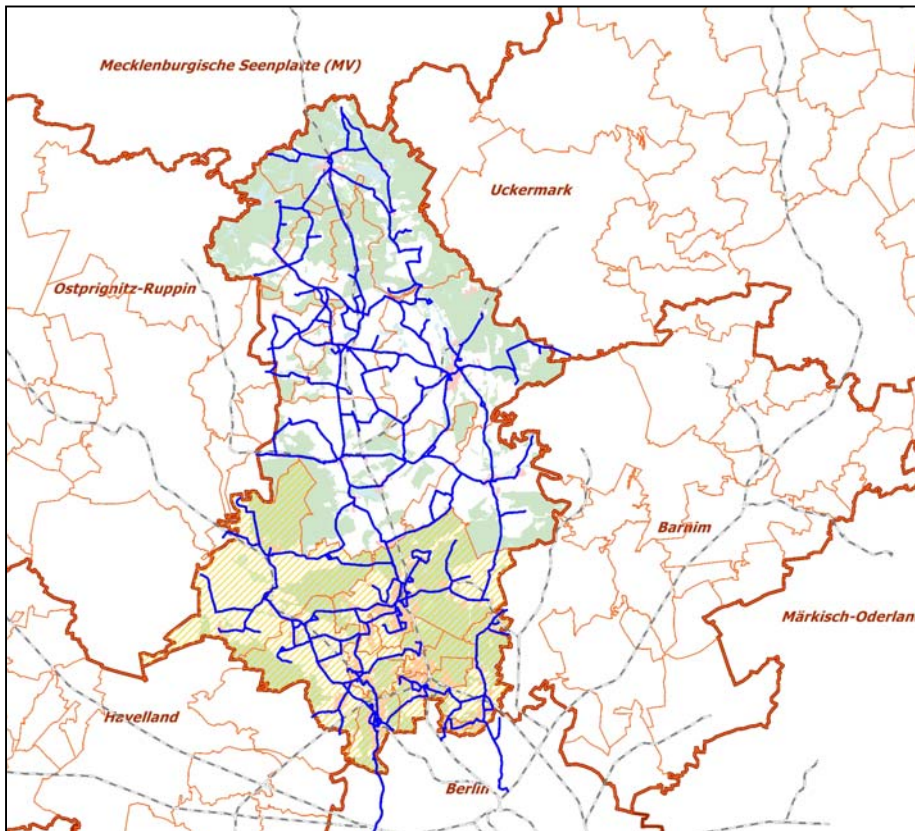 Mecklenburgische Seenplatte (MV)
Uckermark
Ostprignitz-Ruppin
Barnim
Märkisch-Oderlan
Havelland
Berlin